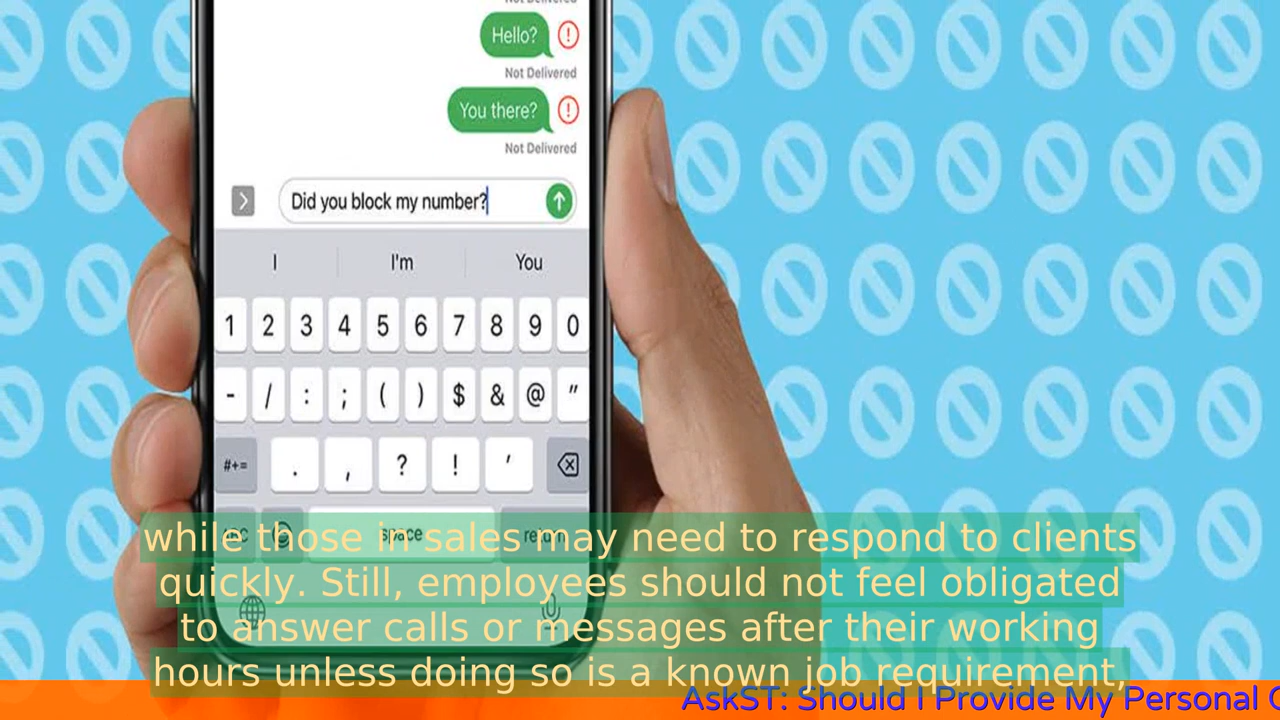 Not Delivered
Hello?
Not Delivered
You there?
Not Delivered
Did you block my number?
I I'm You
1 2 3 4 5 6 7 8 9 0
- / : ; ( ) $ & @ "
#+= . , ? ! '
ABC space return
while those in sales may need to respond to clients
quickly. Still, employees should not feel obligated
to answer calls or messages after their working
hours unless doing so is a known job requirement,
AskST: Should I Provide My Personal